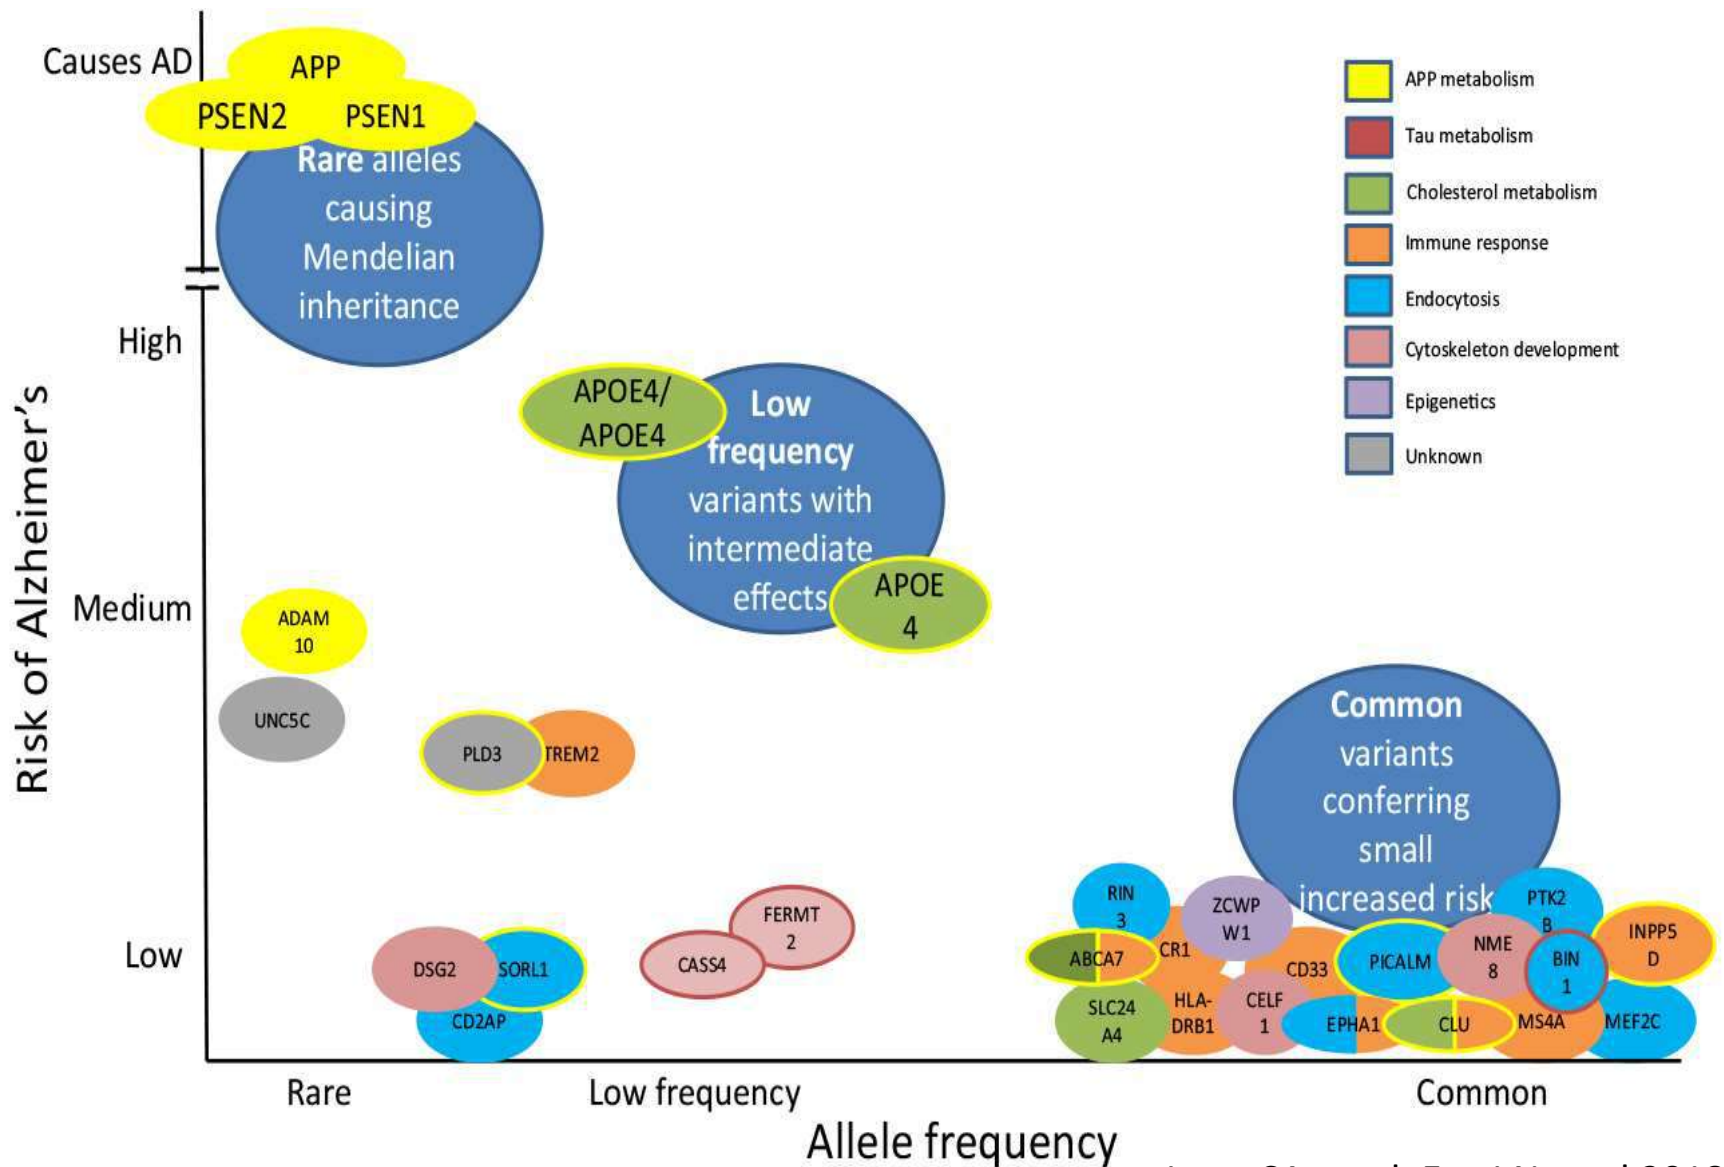 Causes AD
High
Medium
Low
Risk of Alzheimer's
APP
PSEN2
PSEN1
Rare alleles
causing
Mendelian
inheritance
APOE4/
APOE4
Low
frequency
variants with
intermediate
effects
APOE
4
ADAM
10
UNC5C
PLD3
TREM2
FERMT
2
CASS4
DSG2
SORL1
CD2AP
Common
variants
conferring
small
increased risk
RIN
3
ZCWP
W1
PTK2
B
INPP5
D
ABCA7
CR1
CD33
PICALM
NME
8
BIN
1
SLC24
A4
HLA-
DRB1
CELF
1
EPHA1
CLU
MS4A
MEF2C
Rare
Low frequency
Common
Allele frequency
APP metabolism
Tau metabolism
Cholesterol metabolism
Immune response
Endocytosis
Cytoskeleton development
Epigenetics
Unknown